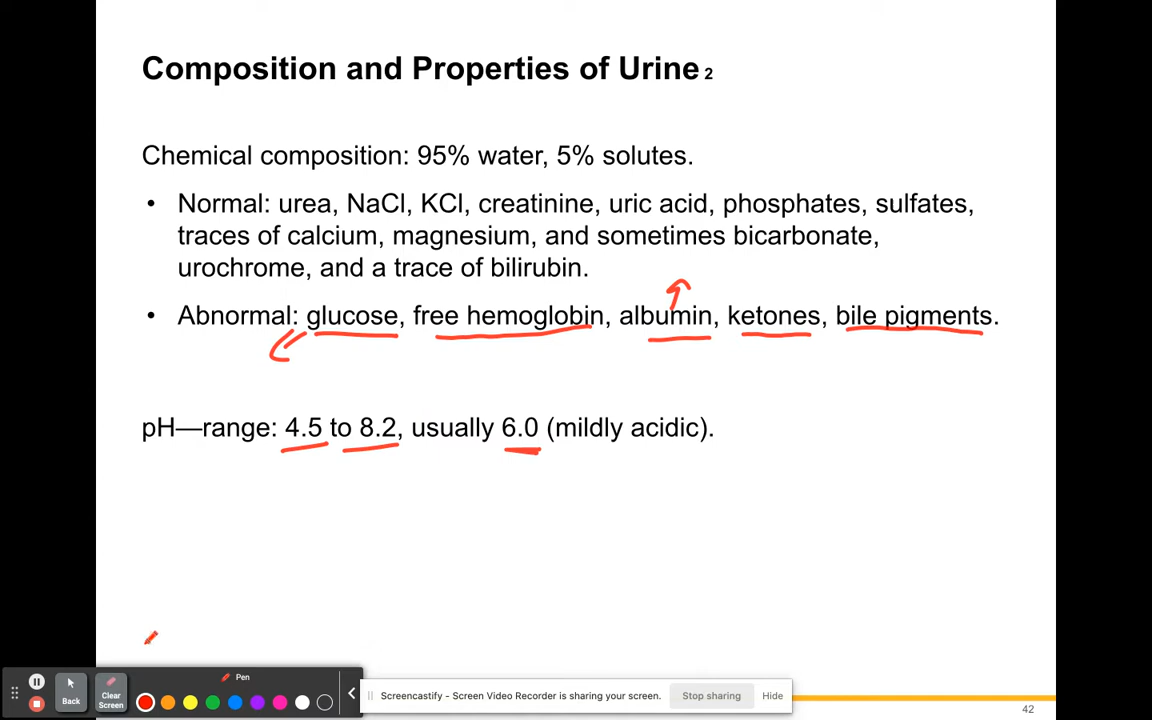 Composition and Properties of Urine 2
Chemical composition: 95% water, 5% solutes.
• Normal: urea, NaCl, KCl, creatinine, uric acid, phosphates, sulfates,
traces of calcium, magnesium, and sometimes bicarbonate,
urochrome, and a trace of bilirubin.
• Abnormal: glucose, free hemoglobin, albumin, ketones, bile pigments.
pH—range: 4.5 to 8.2, usually 6.0 (mildly acidic).
Pen
Back
Clear
Screen
Screencastify - Screen Video Recorder is sharing your screen.
Stop sharing
Hide
42